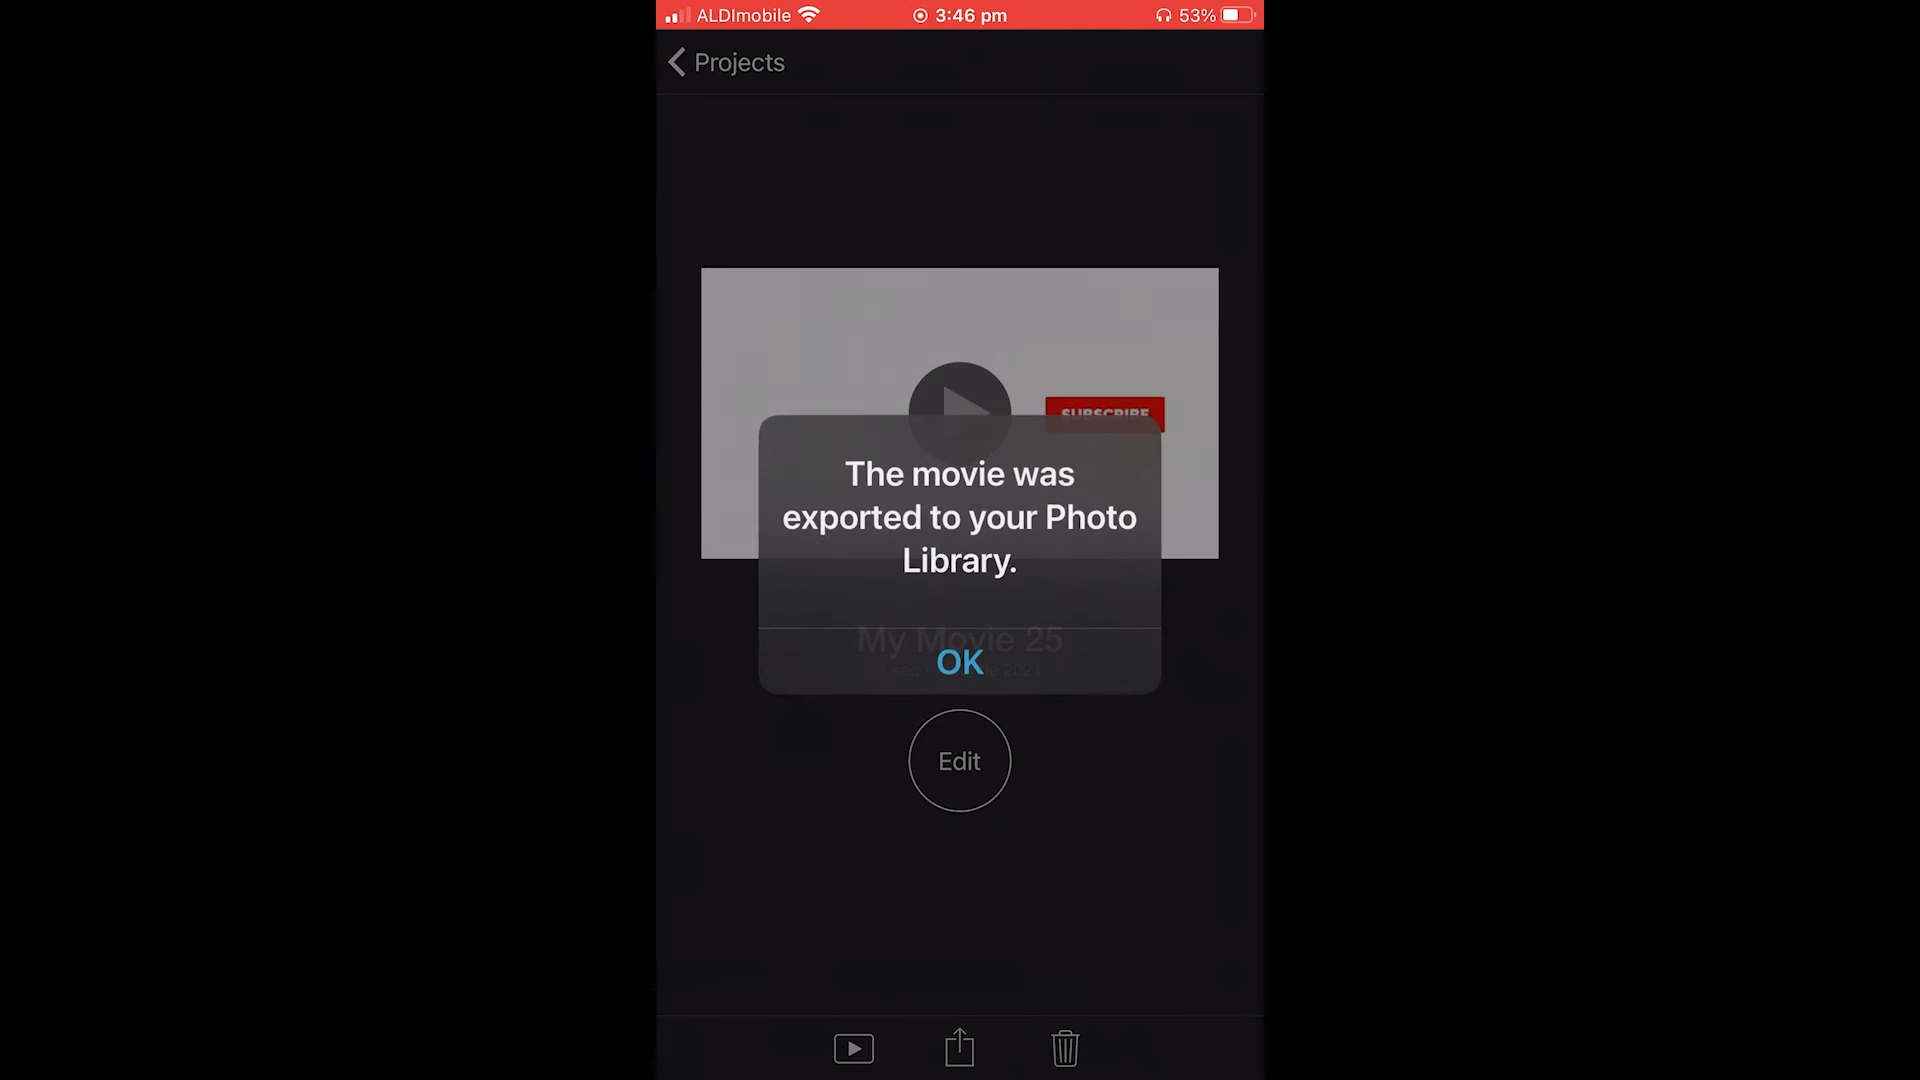 ALDImobile 3:46 pm 53%
Projects
SUBSCRIBE
The movie was
exported to your Photo
Library.
My Movie 25
OK
Edit